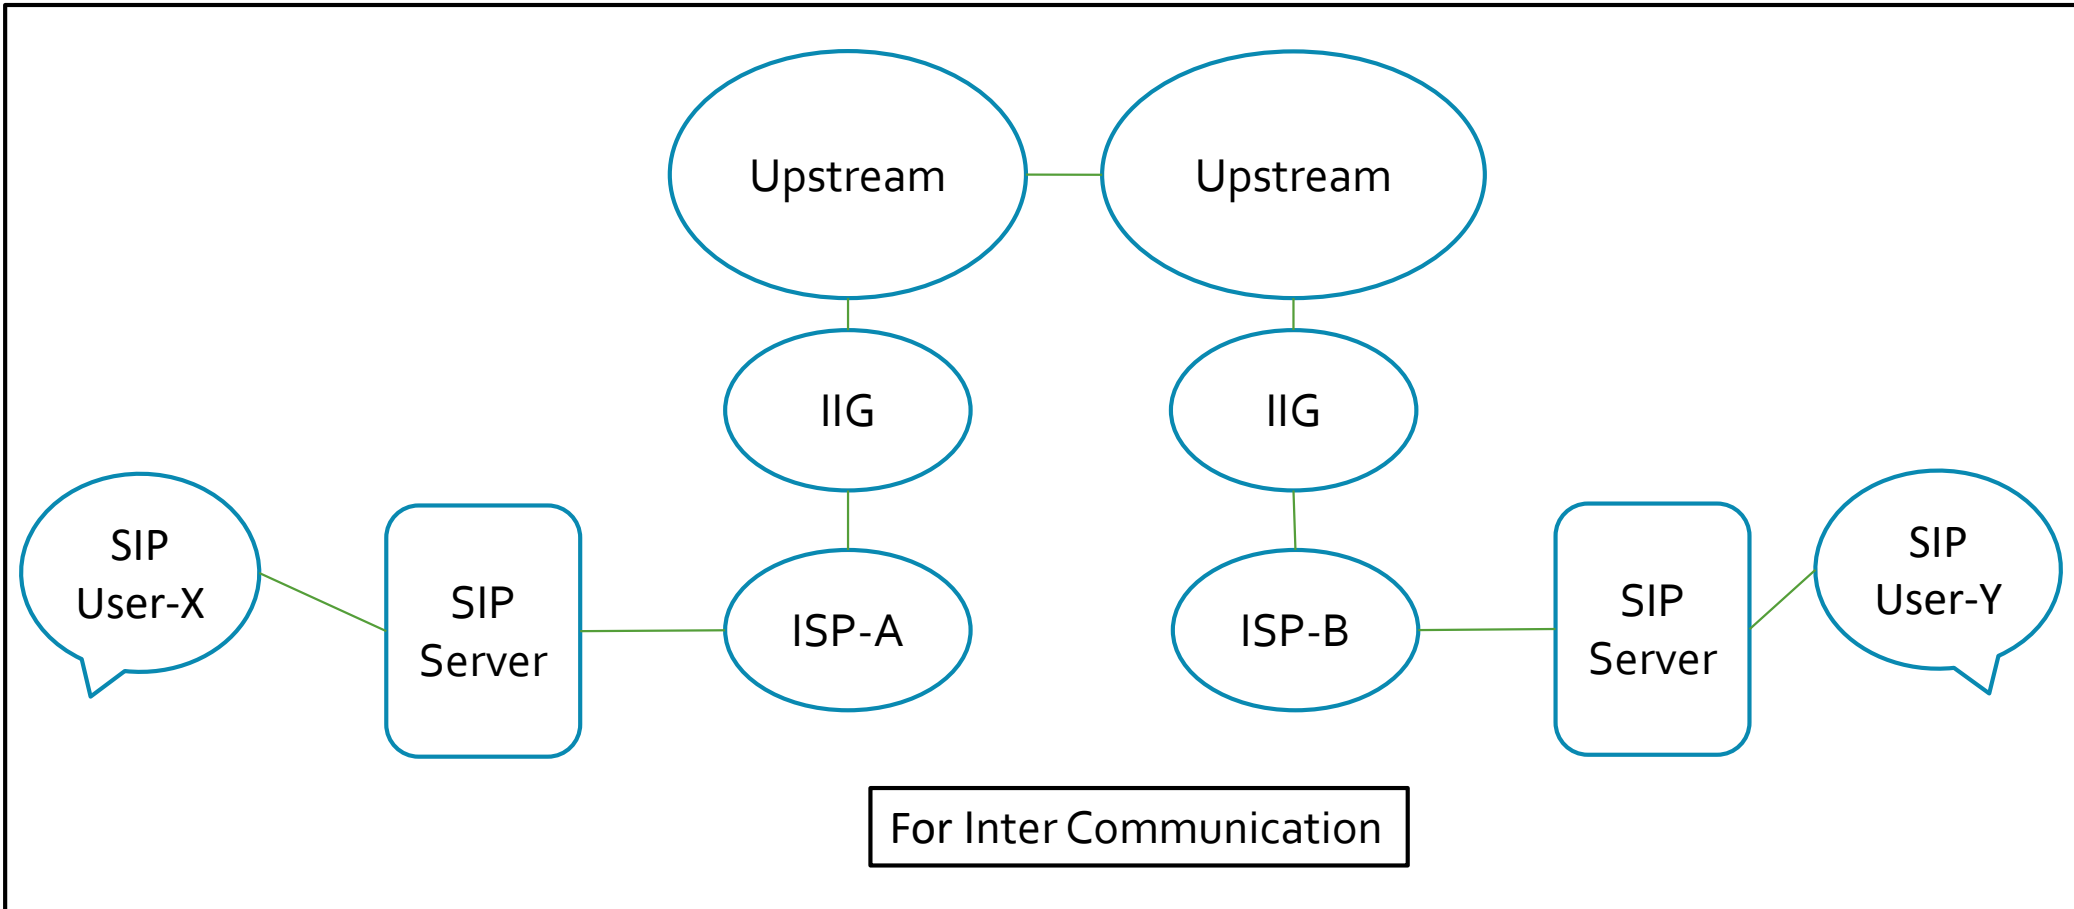 Upstream
Upstream
IIG
IIG
SIP
User-X
SIP
Server
ISP-A
ISP-B
SIP
Server
SIP
User-Y
For Inter Communication